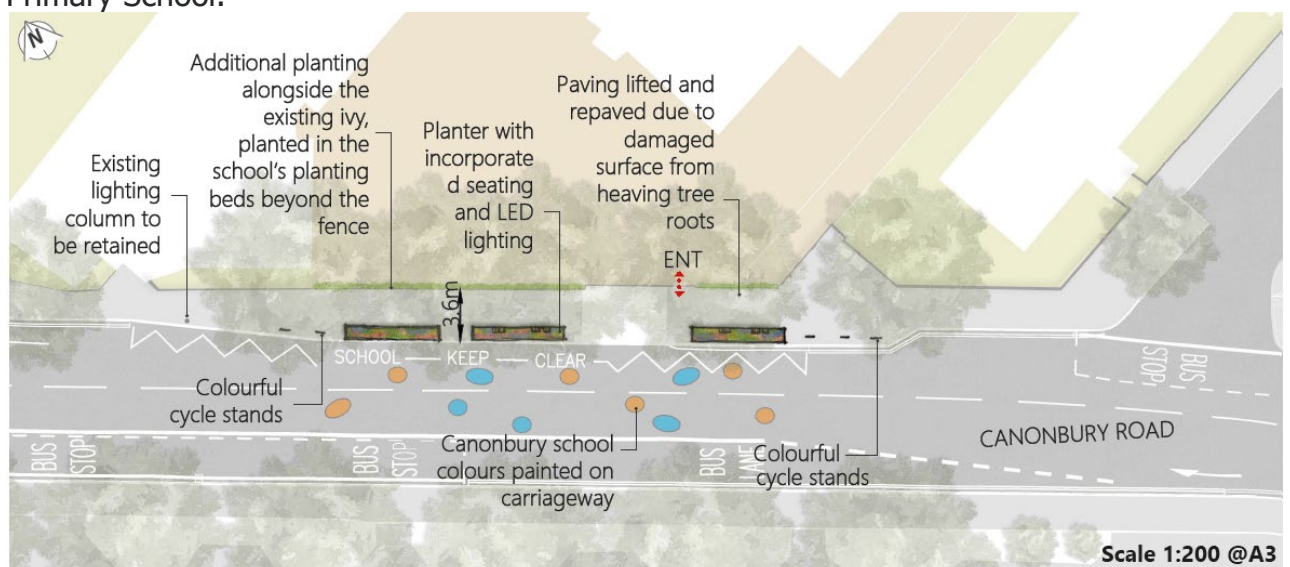 Primary School.
N
Additional planting
alongside the
existing ivy,
planted in the
school's planting
beds beyond the
fence
Existing
lighting
column to
be retained
Planter with
incorporate
d seating
and LED
lighting
Paving lifted and
repaved due to
damaged
surface from
heaving tree
roots
ENT
3.6m
SCHOOL KEEP CLEAR
Colourful
cycle stands
Canonbury school
colours painted on
carriageway
Colourful
cycle stands
CANONBURY ROAD
BUS
STOP
BUS
STOP
BUS
STOP
BUS
LANE
Scale 1:200 @A3